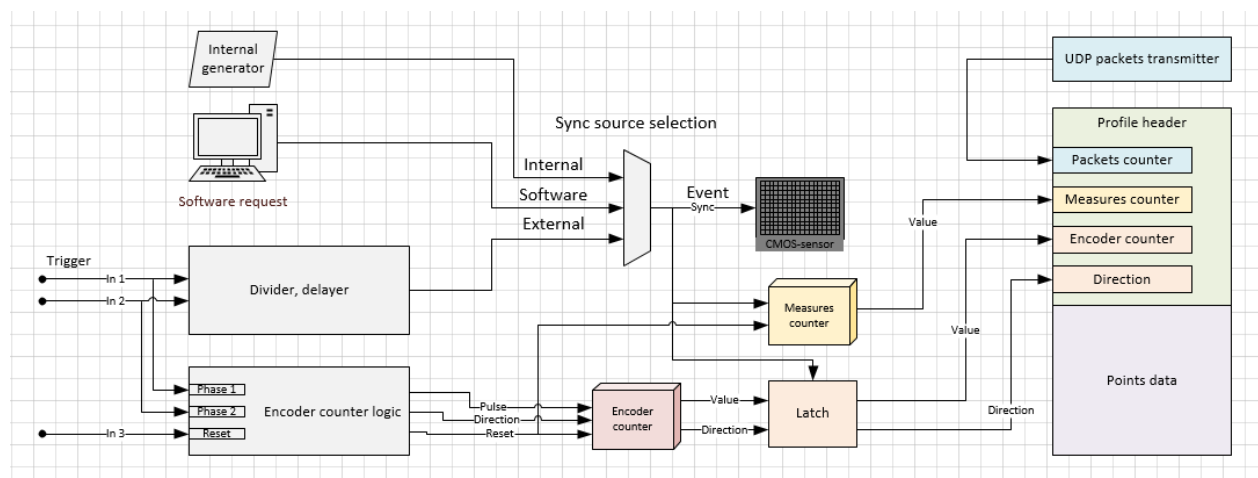 Internal
generator
UDP packets transmitter
Profile header
Sync source selection
Packets counter
Internal
Software request
Software
Event
Sync
Measures counter
External
Value
CMOS-sensor
Encoder counter
Trigger
In 1
In 2
Divider, delayer
Direction
Measures
counter
Value
Phase 1
Phase 2
Reset
Encoder counter logic
Pulse
Direction
Reset
Encoder
counter
Value
Direction
Latch
Direction
Points data
In 3